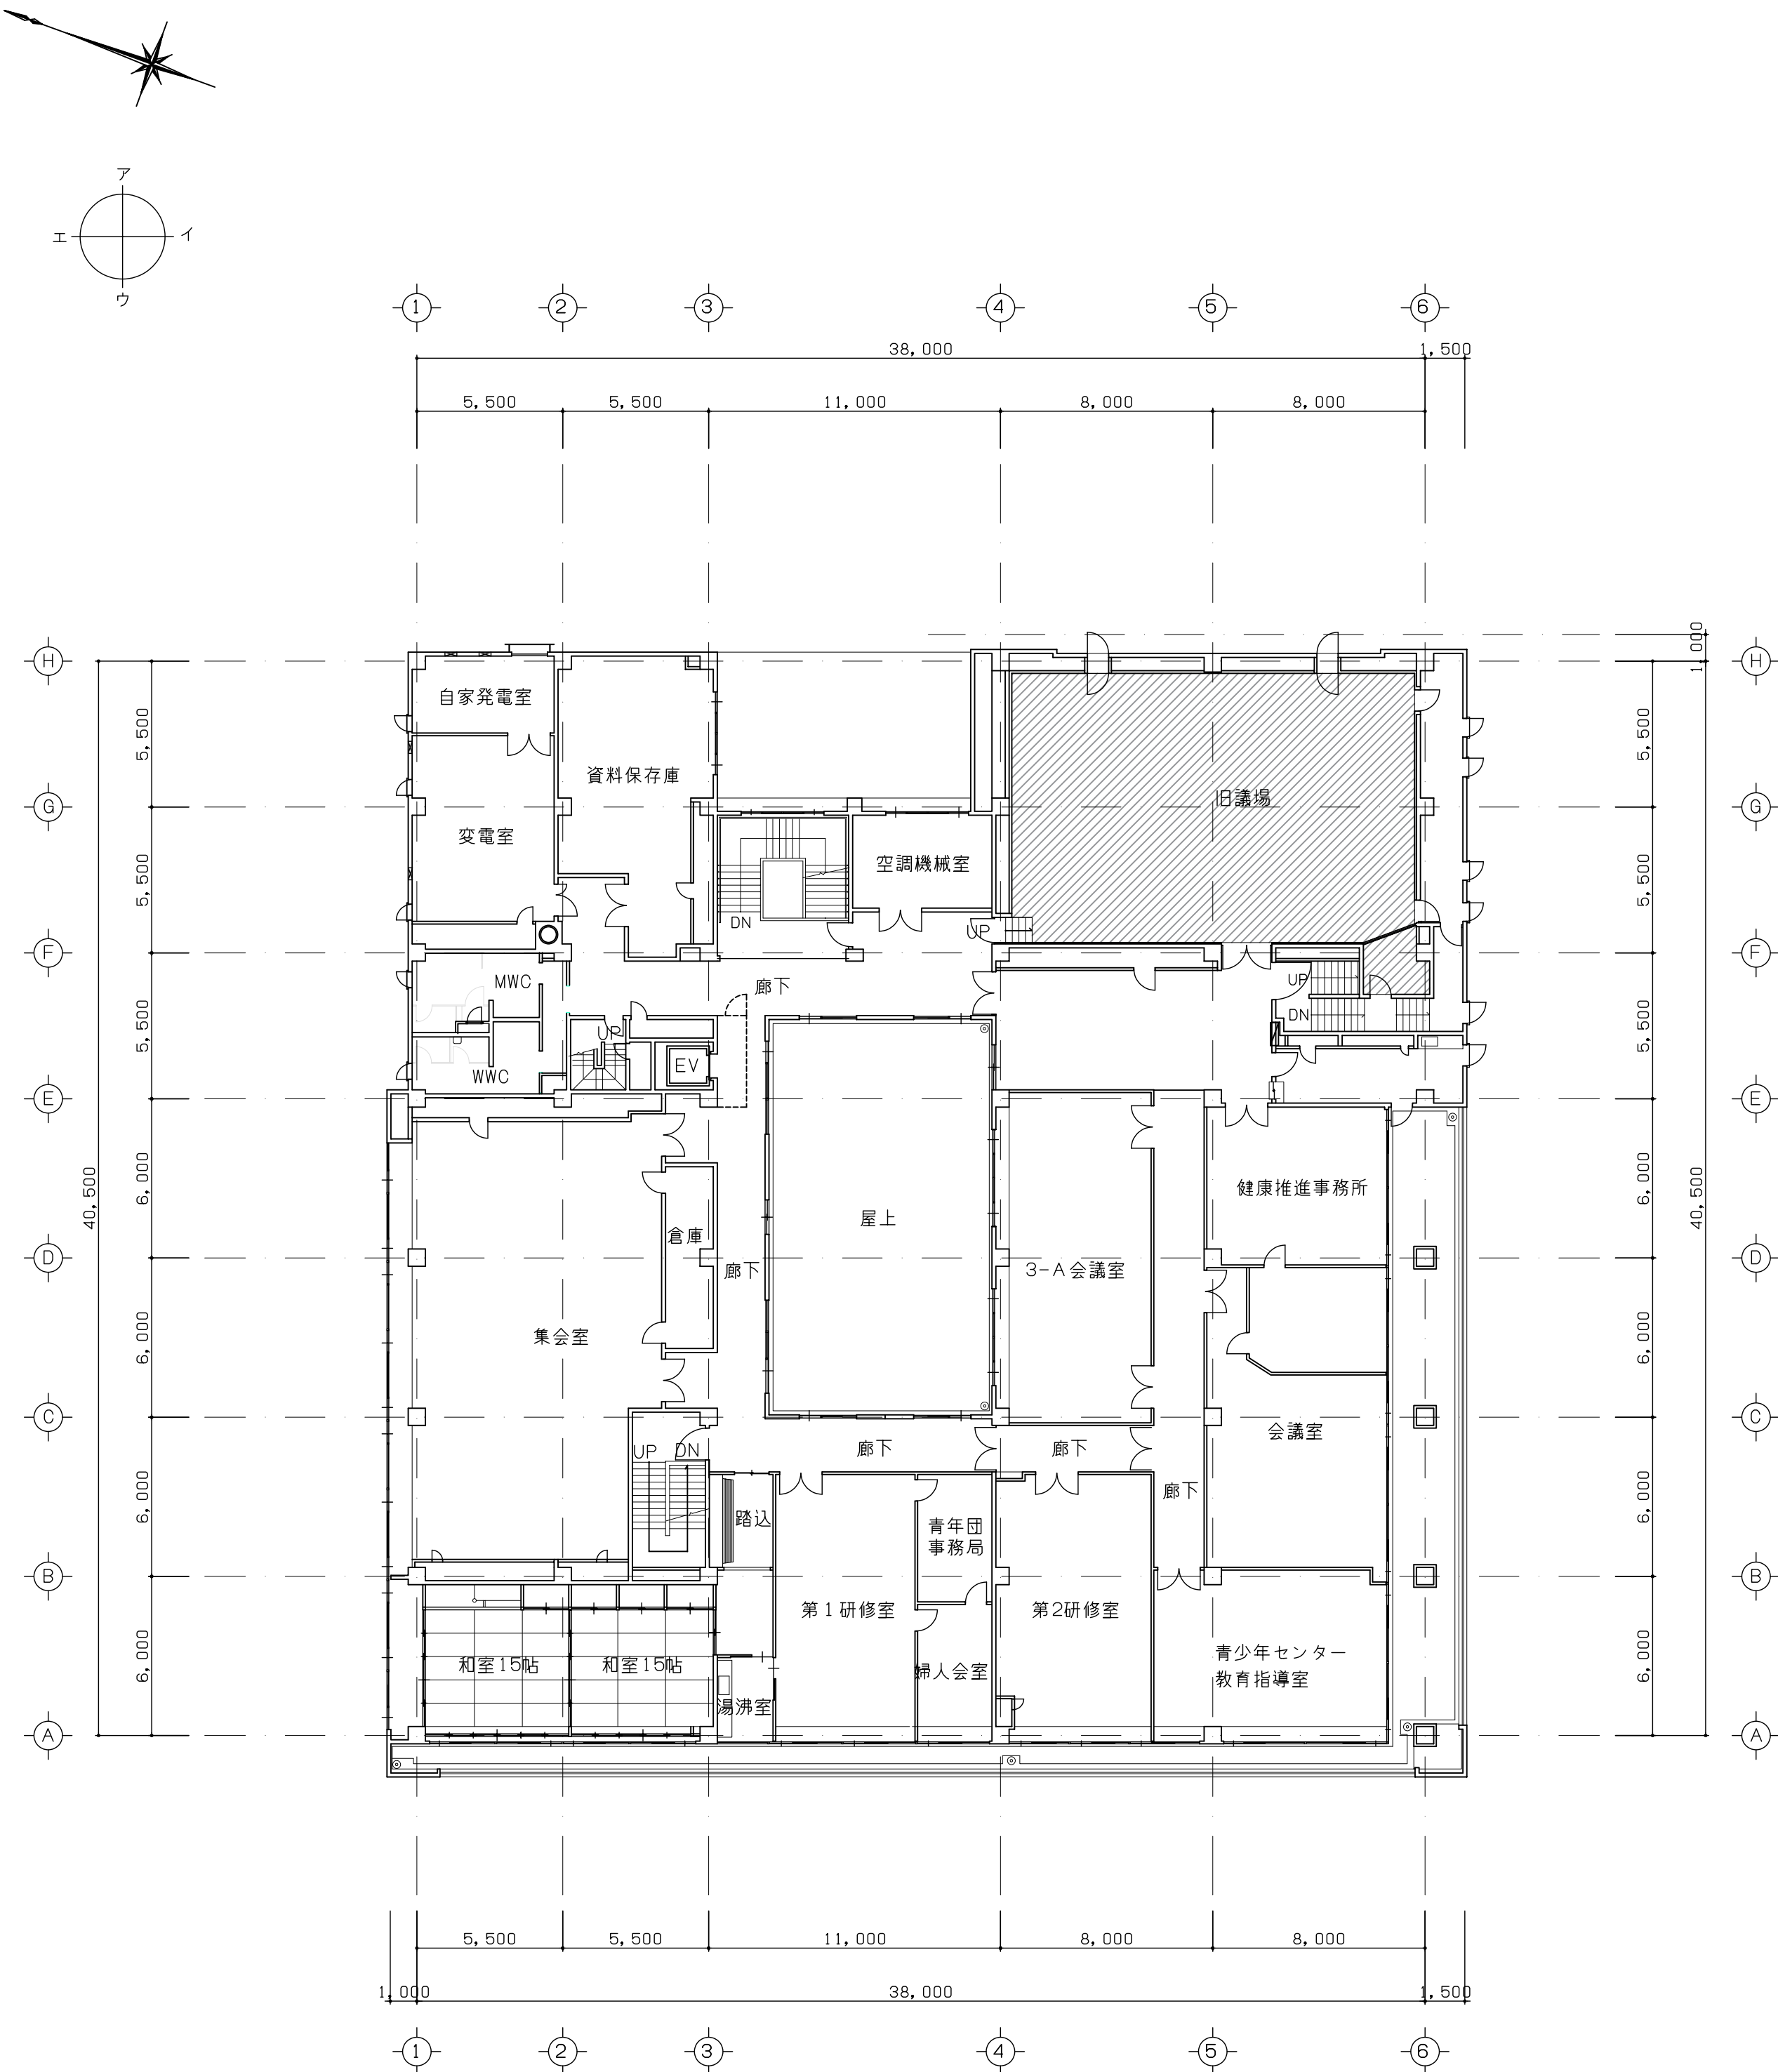 ア
エ
イ
ウ
1
2
3
4
5
6
38,000
1,500
5,500
5,500
11,000
8,000
8,000
1,000
H
H
自家発電室
5,500
5,500
資料保存庫
旧議場
G
G
変電室
空調機械室
5,500
5,500
DN
UP
F
F
MWC
廊下
UP
5,500
DN
5,500
UP
EV
WWC
E
E
6,000
健康推進事務所
6,000
40,500
40,500
屋上
倉庫
D
D
廊下
3-A会議室
集会室
6,000
6,000
C
C
会議室
UP
DN
廊下
廊下
廊下
6,000
6,000
踏込
青年団
事務局
B
B
第1研修室
第2研修室
6,000
6,000
和室15帖
和室15帖
婦人会室
青少年センター
教育指導室
湯沸室
A
A
5,500
5,500
11,000
8,000
8,000
1,000
38,000
1,500
1
2
3
4
5
6